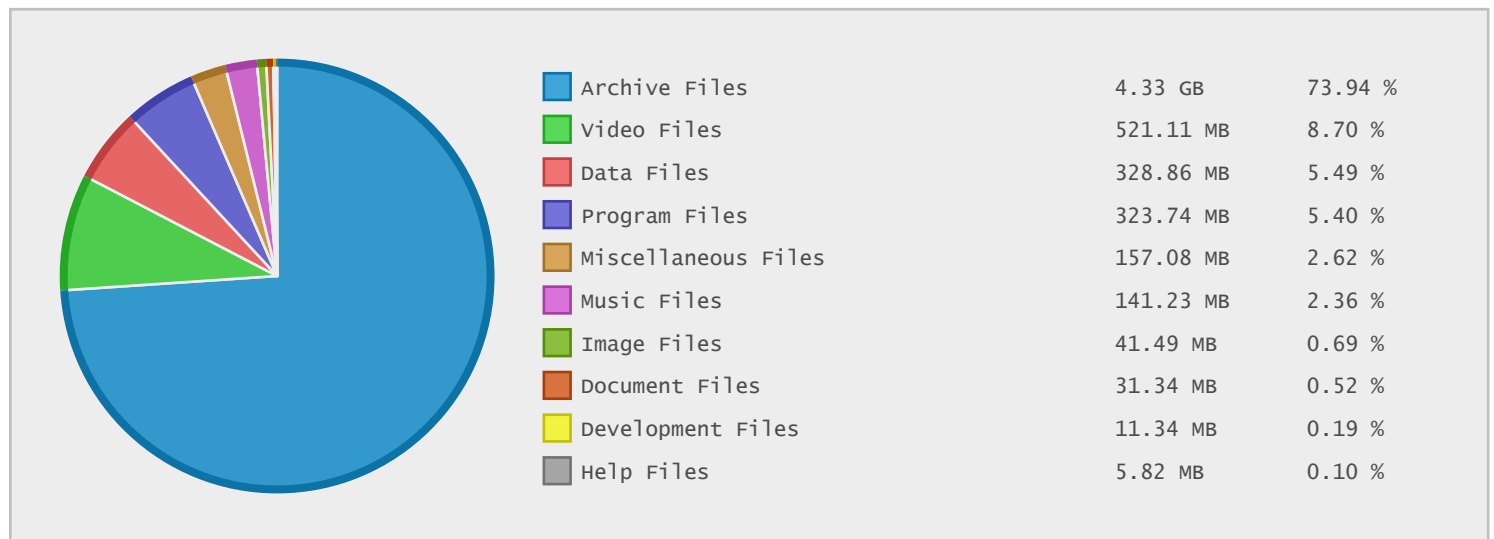 Archive Files 4.33 GB 73.94 %
Video Files 521.11 MB 8.70 %
Data Files 328.86 MB 5.49 %
Program Files 323.74 MB 5.40 %
Miscellaneous Files 157.08 MB 2.62 %
Music Files 141.23 MB 2.36 %
Image Files 41.49 MB 0.69 %
Document Files 31.34 MB 0.52 %
Development Files 11.34 MB 0.19 %
Help Files 5.82 MB 0.10 %